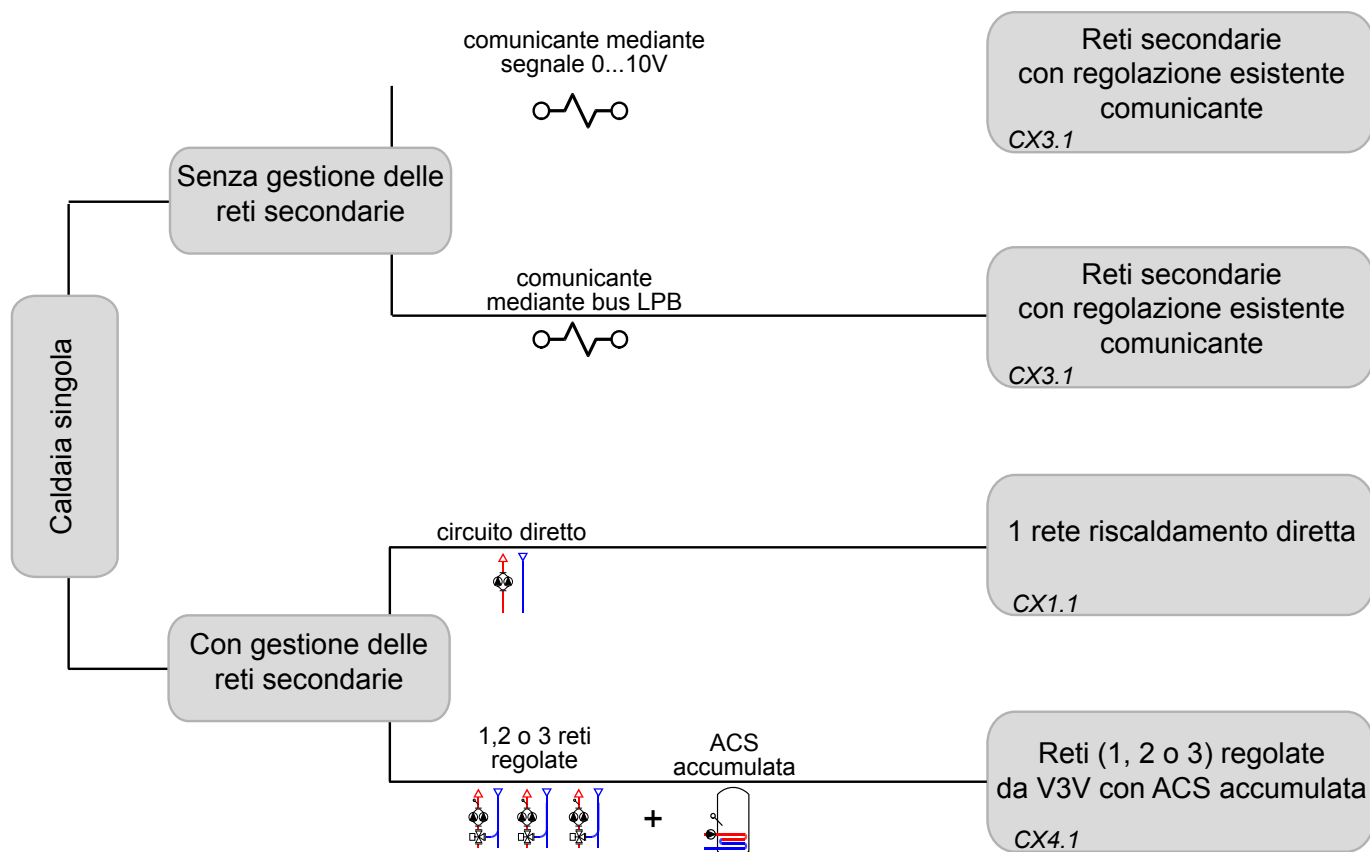 Caldaia singola
Senza gestione delle
reti secondarie
comunicante mediante
segnale 0...10V
Reti secondarie
con regolazione esistente
comunicante
CX3.1
comunicante
mediante bus LPB
Reti secondarie
con regolazione esistente
comunicante
CX3.1
Con gestione delle
reti secondarie
circuito diretto
1 rete riscaldamento diretta
CX1.1
1,2 o 3 reti
regolate
+
ACS
accumulata
Reti (1, 2 o 3) regolate
da V3V con ACS accumulata
CX4.1